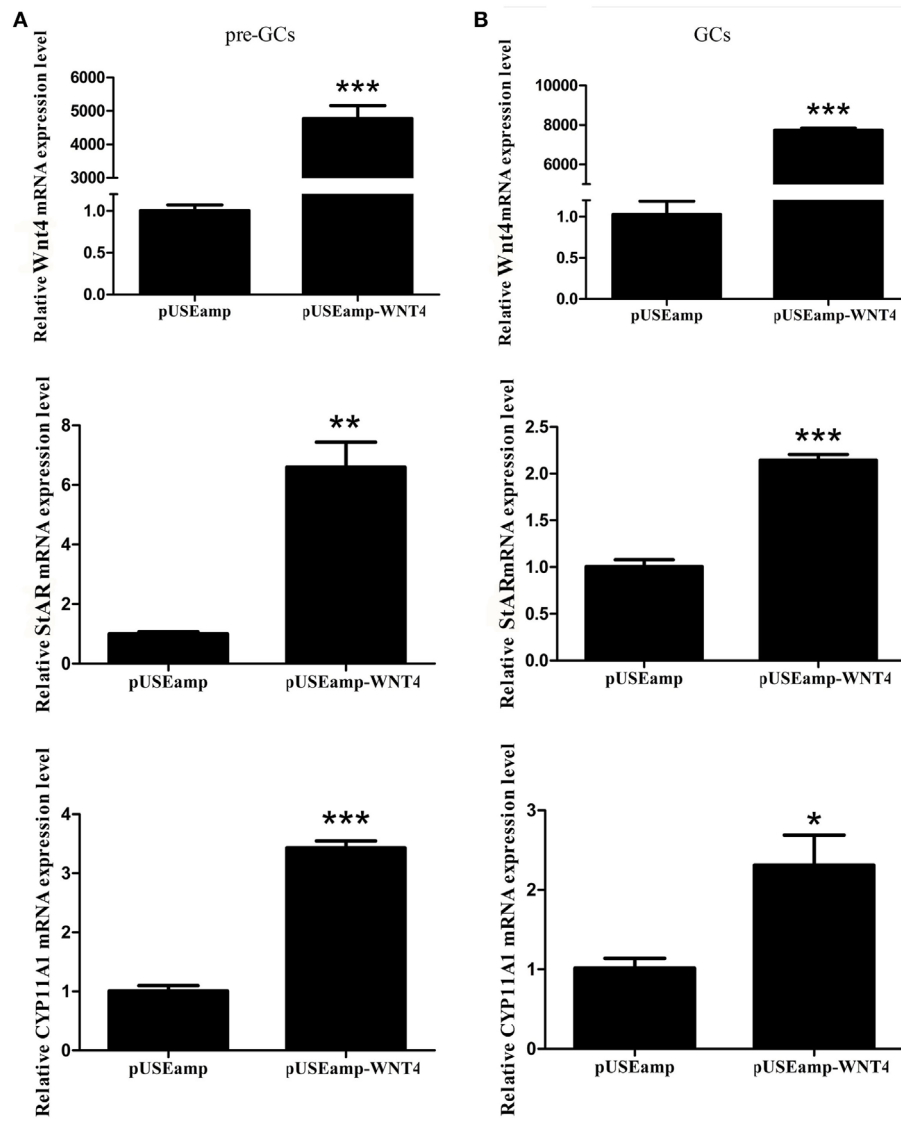 A
pre-GCs
Relative Wnt4 mRNA expression level
6000
5000
4000
3000
1.0
0.5
0.0
***
pUSEamp
pUSEamp-WNT4
Relative StAR mRNA expression level
8
6
4
2
0
**
pUSEamp
pUSEamp-WNT4
Relative CYP11A1 mRNA expression level
4
3
2
1
0
***
pUSEamp
pUSEamp-WNT4
B
GCs
Relative Wnt4mRNA expression level
10000
8000
6000
1.0
0.5
0.0
***
pUSEamp
pUSEamp-WNT4
Relative StARmRNA expression level
2.5
2.0
1.0
0.5
0.0
***
pUSEamp
pUSEamp-WNT4
Relative CYP11A1 mRNA expression level
3
2
1
0
*
pUSEamp
pUSEamp-WNT4